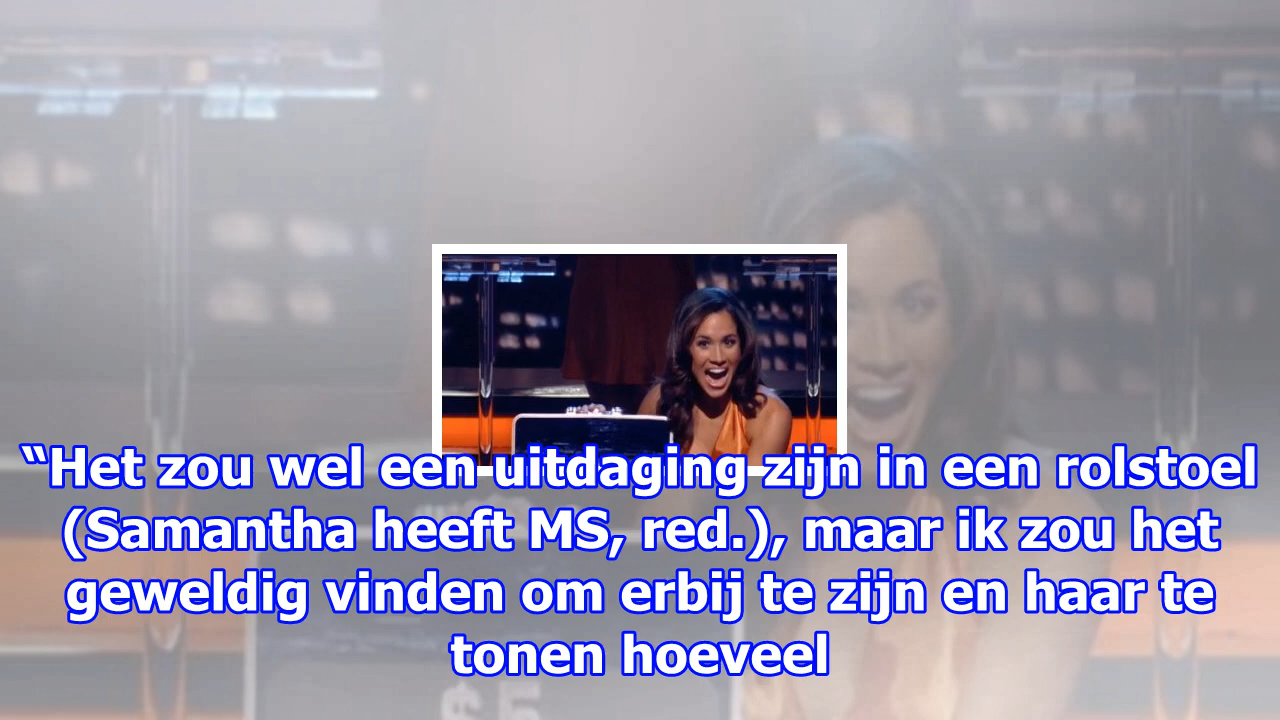 “Het zou wel een uitdaging zijn in een rolstoel
(Samantha heeft MS, red.), maar ik zou het
geweldig vinden om erbij te zijn en haar te
tonen hoeveel